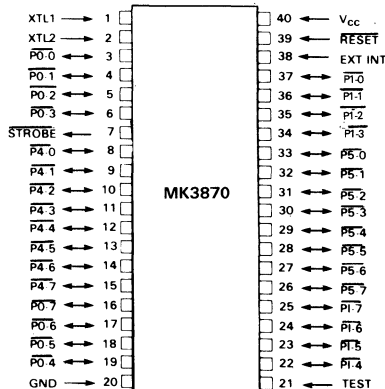 XTL1 1 40 Vcc
XTL2 2 39 RESET
P0-0 3 38 EXT INT
P0-1 4 37 P1-0
P0-2 5 36 P1-1
P0-3 6 35 P1-2
STROBE 7 34 P1-3
P4-0 8 33 P5-0
P4-1 9 32 P5-1
P4-2 10 31 P5-2
P4-3 11 30 P5-3
P4-4 12 29 P5-4
P4-5 13 28 P5-5
P4-6 14 27 P5-6
P4-7 15 26 P5-7
P0-7 16 25 P1-7
P0-6 17 24 P1-6
P0-5 18 23 P1-5
P0-4 19 22 P1-4
GND 20 21 TEST
MK3870